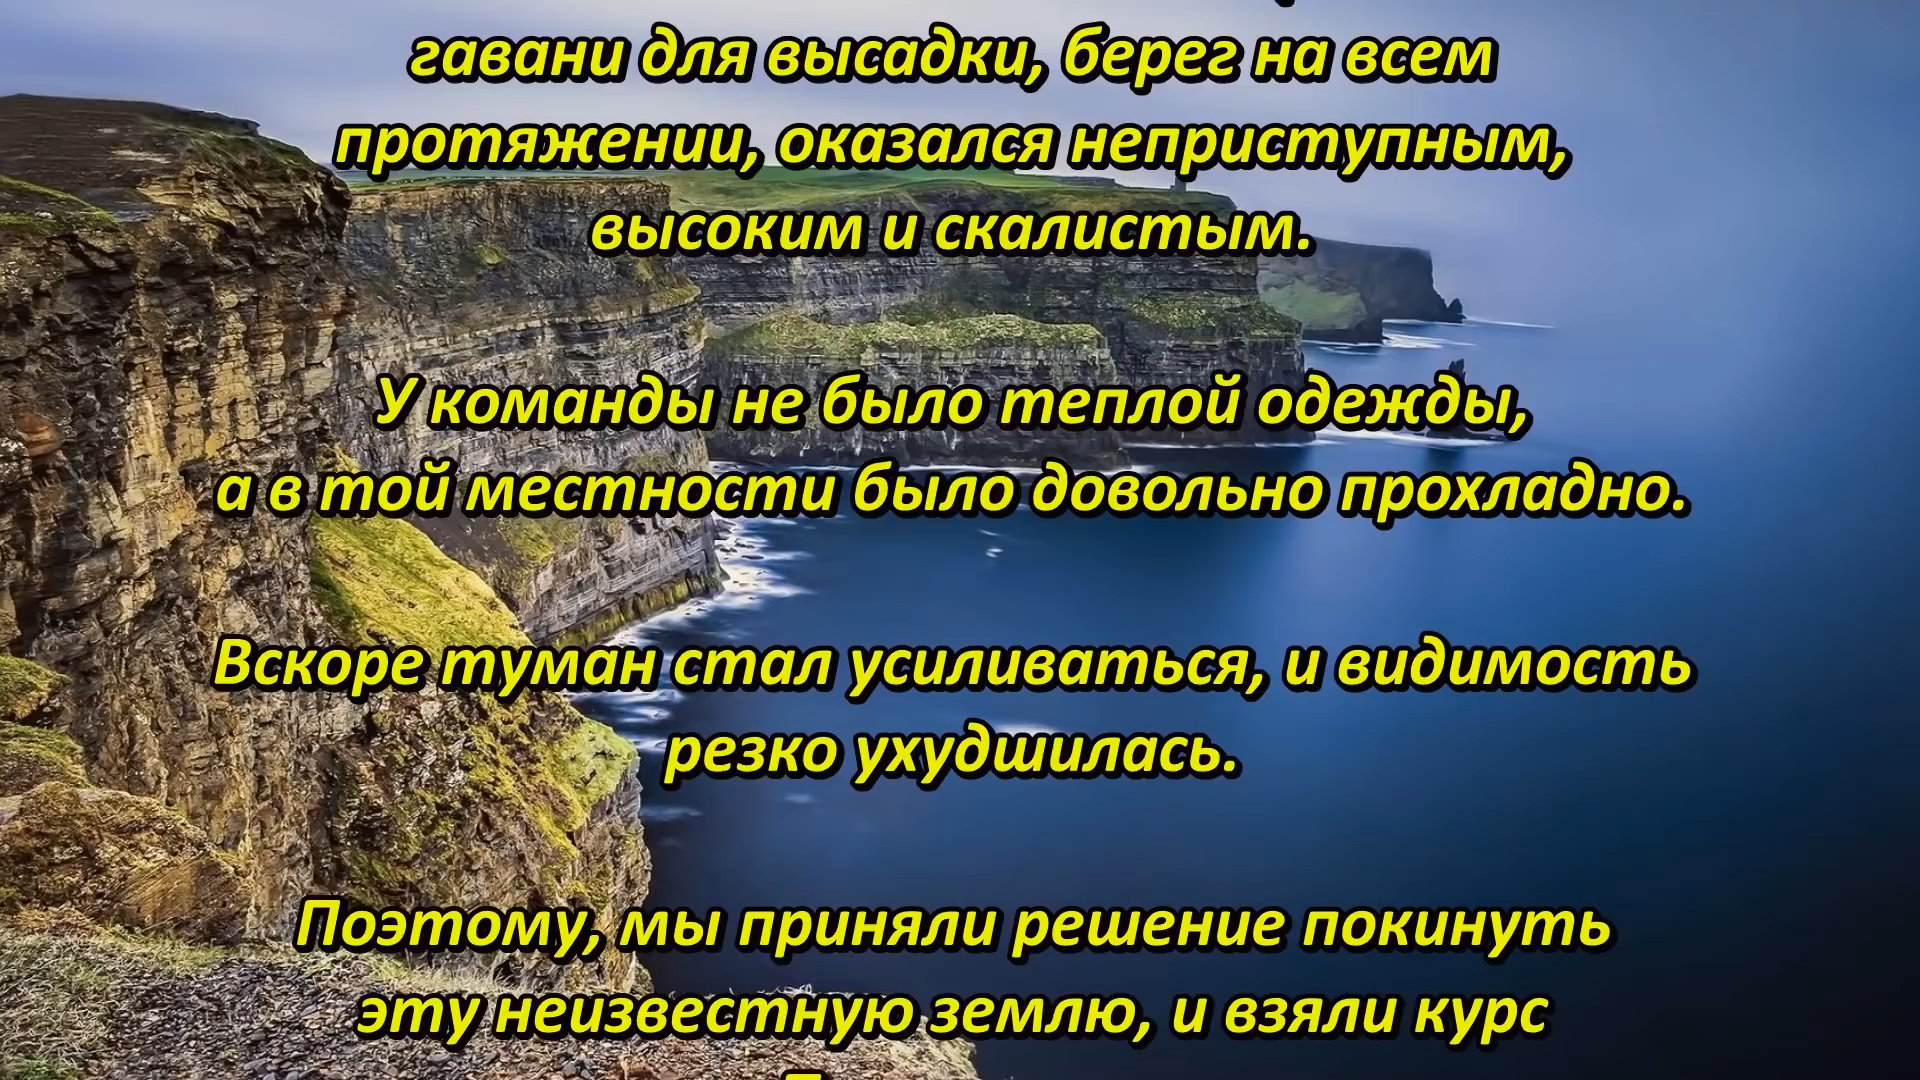 гавани для высадки, берег на всем
протяжении, оказался неприступным,
высоким и скалистым.
У команды не было теплой одежды,
а в той местности было довольно прохладно.
Вскоре туман стал усиливаться, и видимость
резко ухудшилась.
Поэтому, мы приняли решение покинуть
эту неизвестную землю, и взяли курс